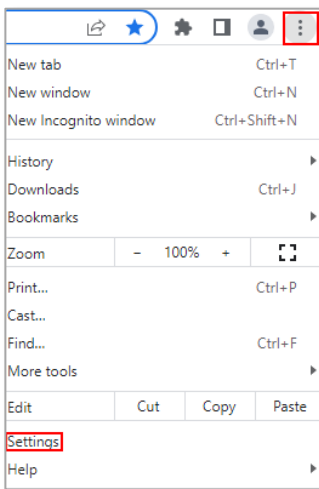 New tab Ctrl+T
New window Ctrl+N
New Incognito window Ctrl+Shift+N
History
Downloads Ctrl+J
Bookmarks
Zoom - 100% +
Print... Ctrl+P
Cast...
Find... Ctrl+F
More tools
Edit Cut Copy Paste
Settings
Help